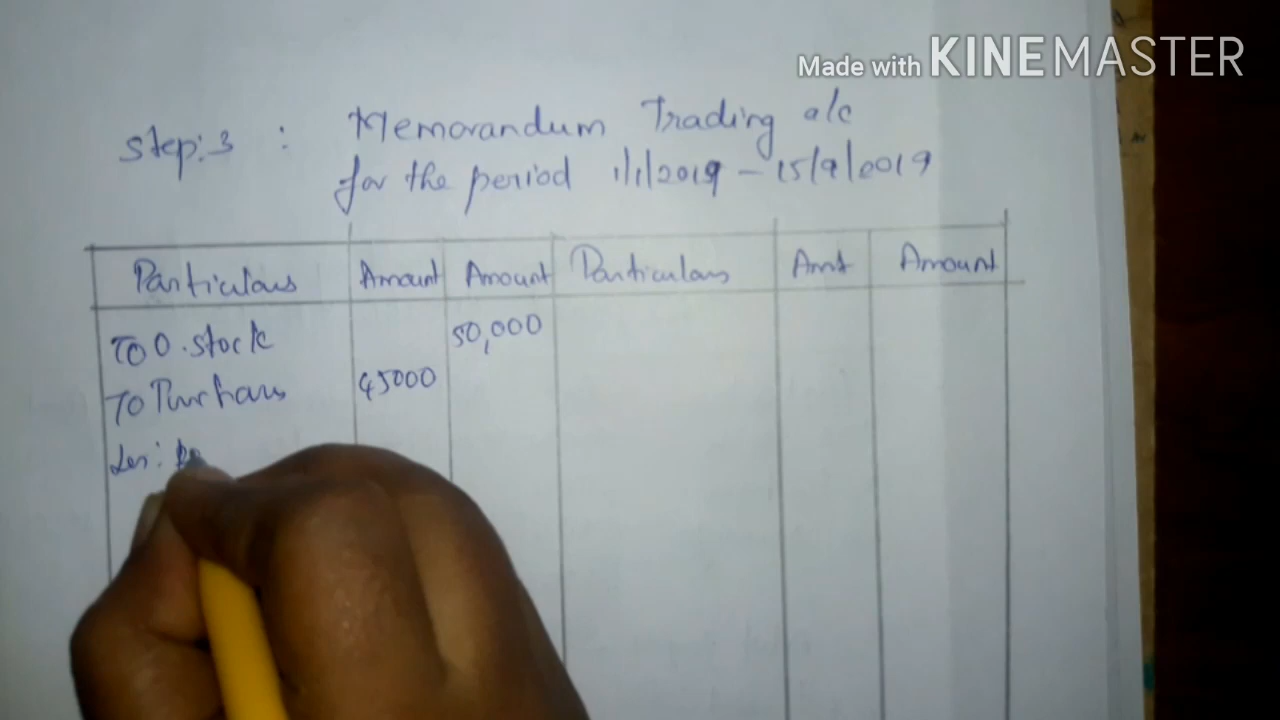 Made with KINEMASTER
Step:3 : Memorandum Trading a/c
for the period 1/1/2019 - 15/9/2019
Particulars Amount Amount Particulars Amt Amount
To O.stock 50,000
To Purchases 45000
Les: